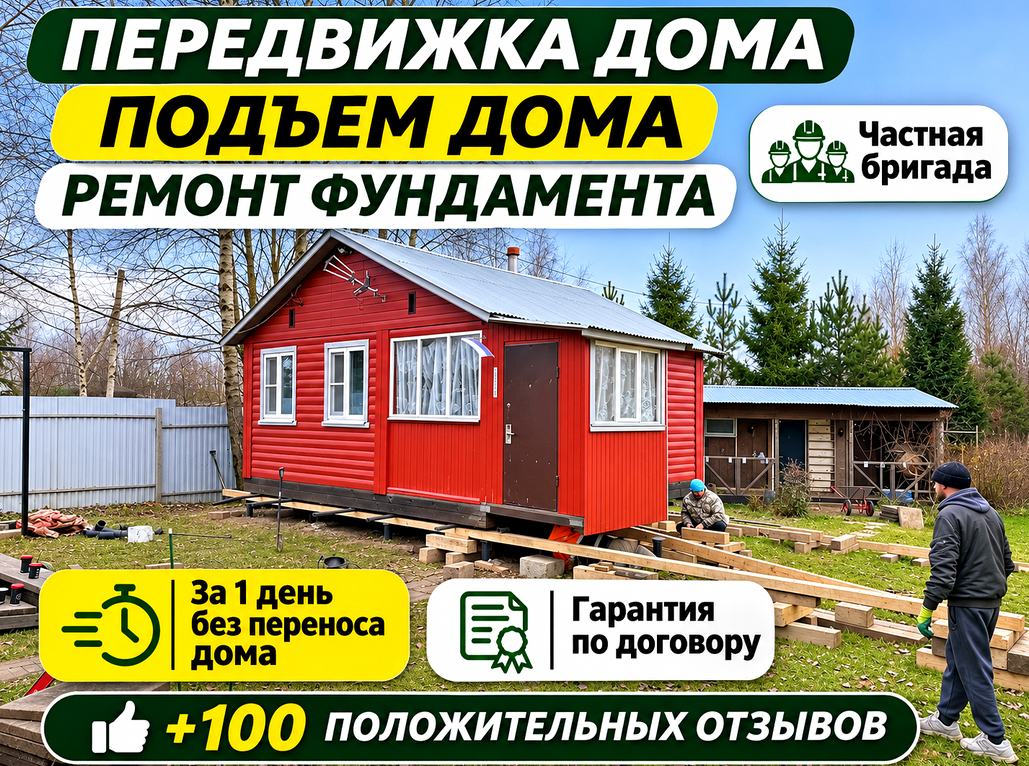 ПЕРЕДВИЖКА ДОМА
ПОДЪЕМ ДОМА
РЕМОНТ ФУНДАМЕНТА
Частная
бригада
За 1 день
без переноса
дома
Гарантия
по договору
+100 ПОЛОЖИТЕЛЬНЫХ ОТЗЫВОВ